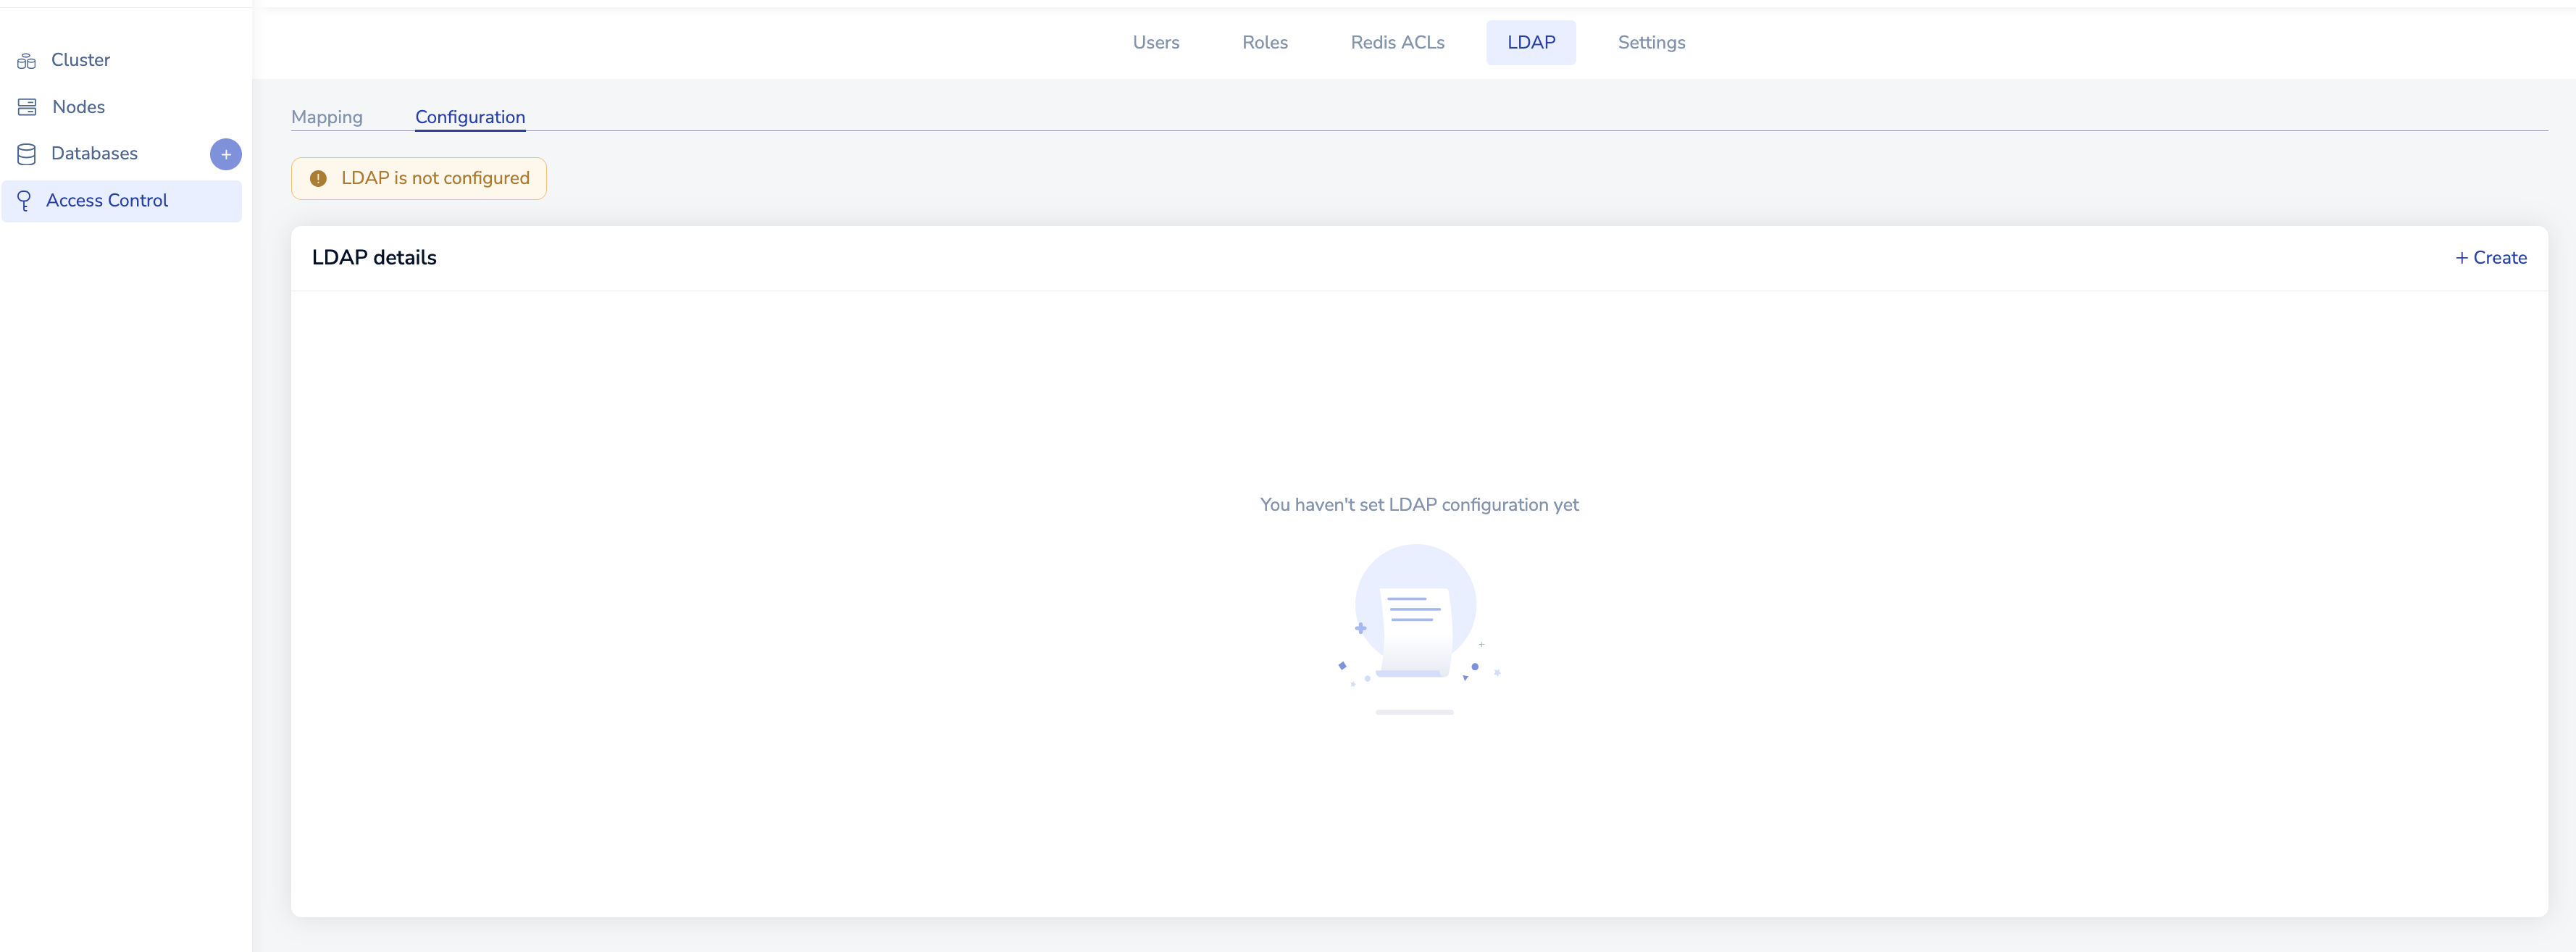 Users Roles Redis ACLs LDAP Settings
Cluster
Nodes
Databases +
Access Control
Mapping Configuration
LDAP is not configured
LDAP details
+ Create
You haven't set LDAP configuration yet